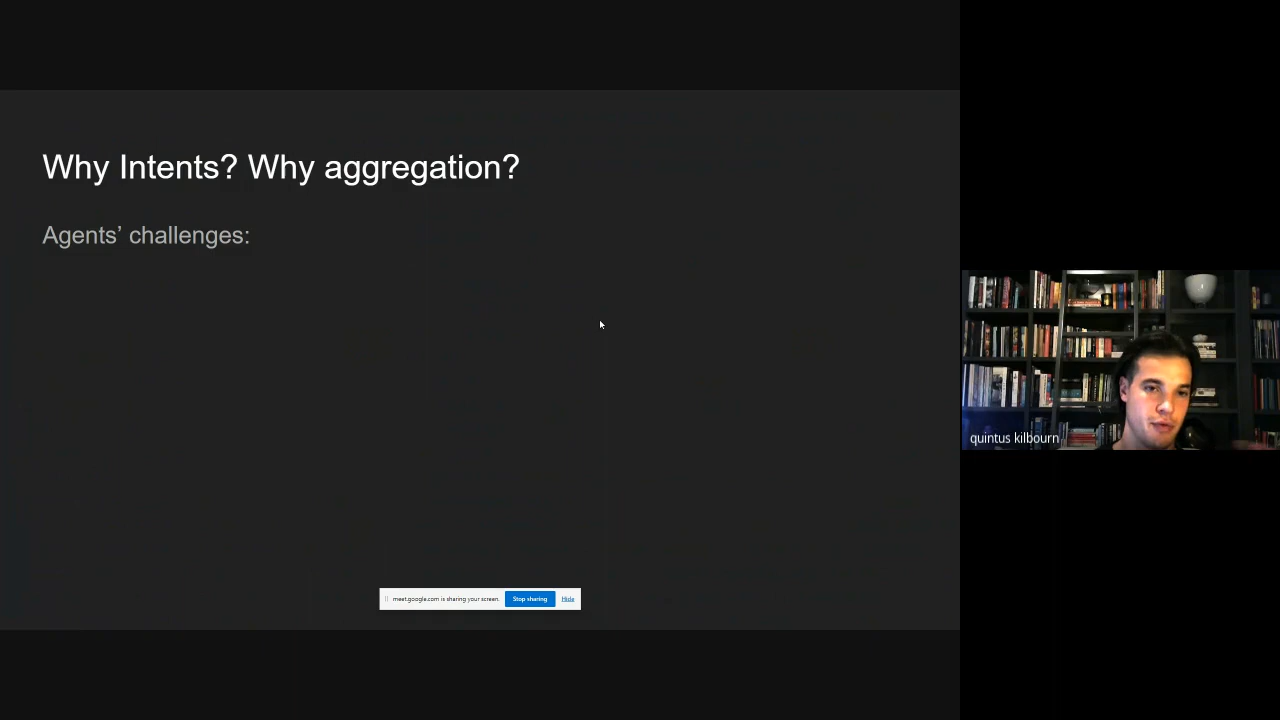 Why Intents? Why aggregation?
Agents' challenges:
quintus kilbourn
meet.google.com is sharing your screen. Stop sharing Hide